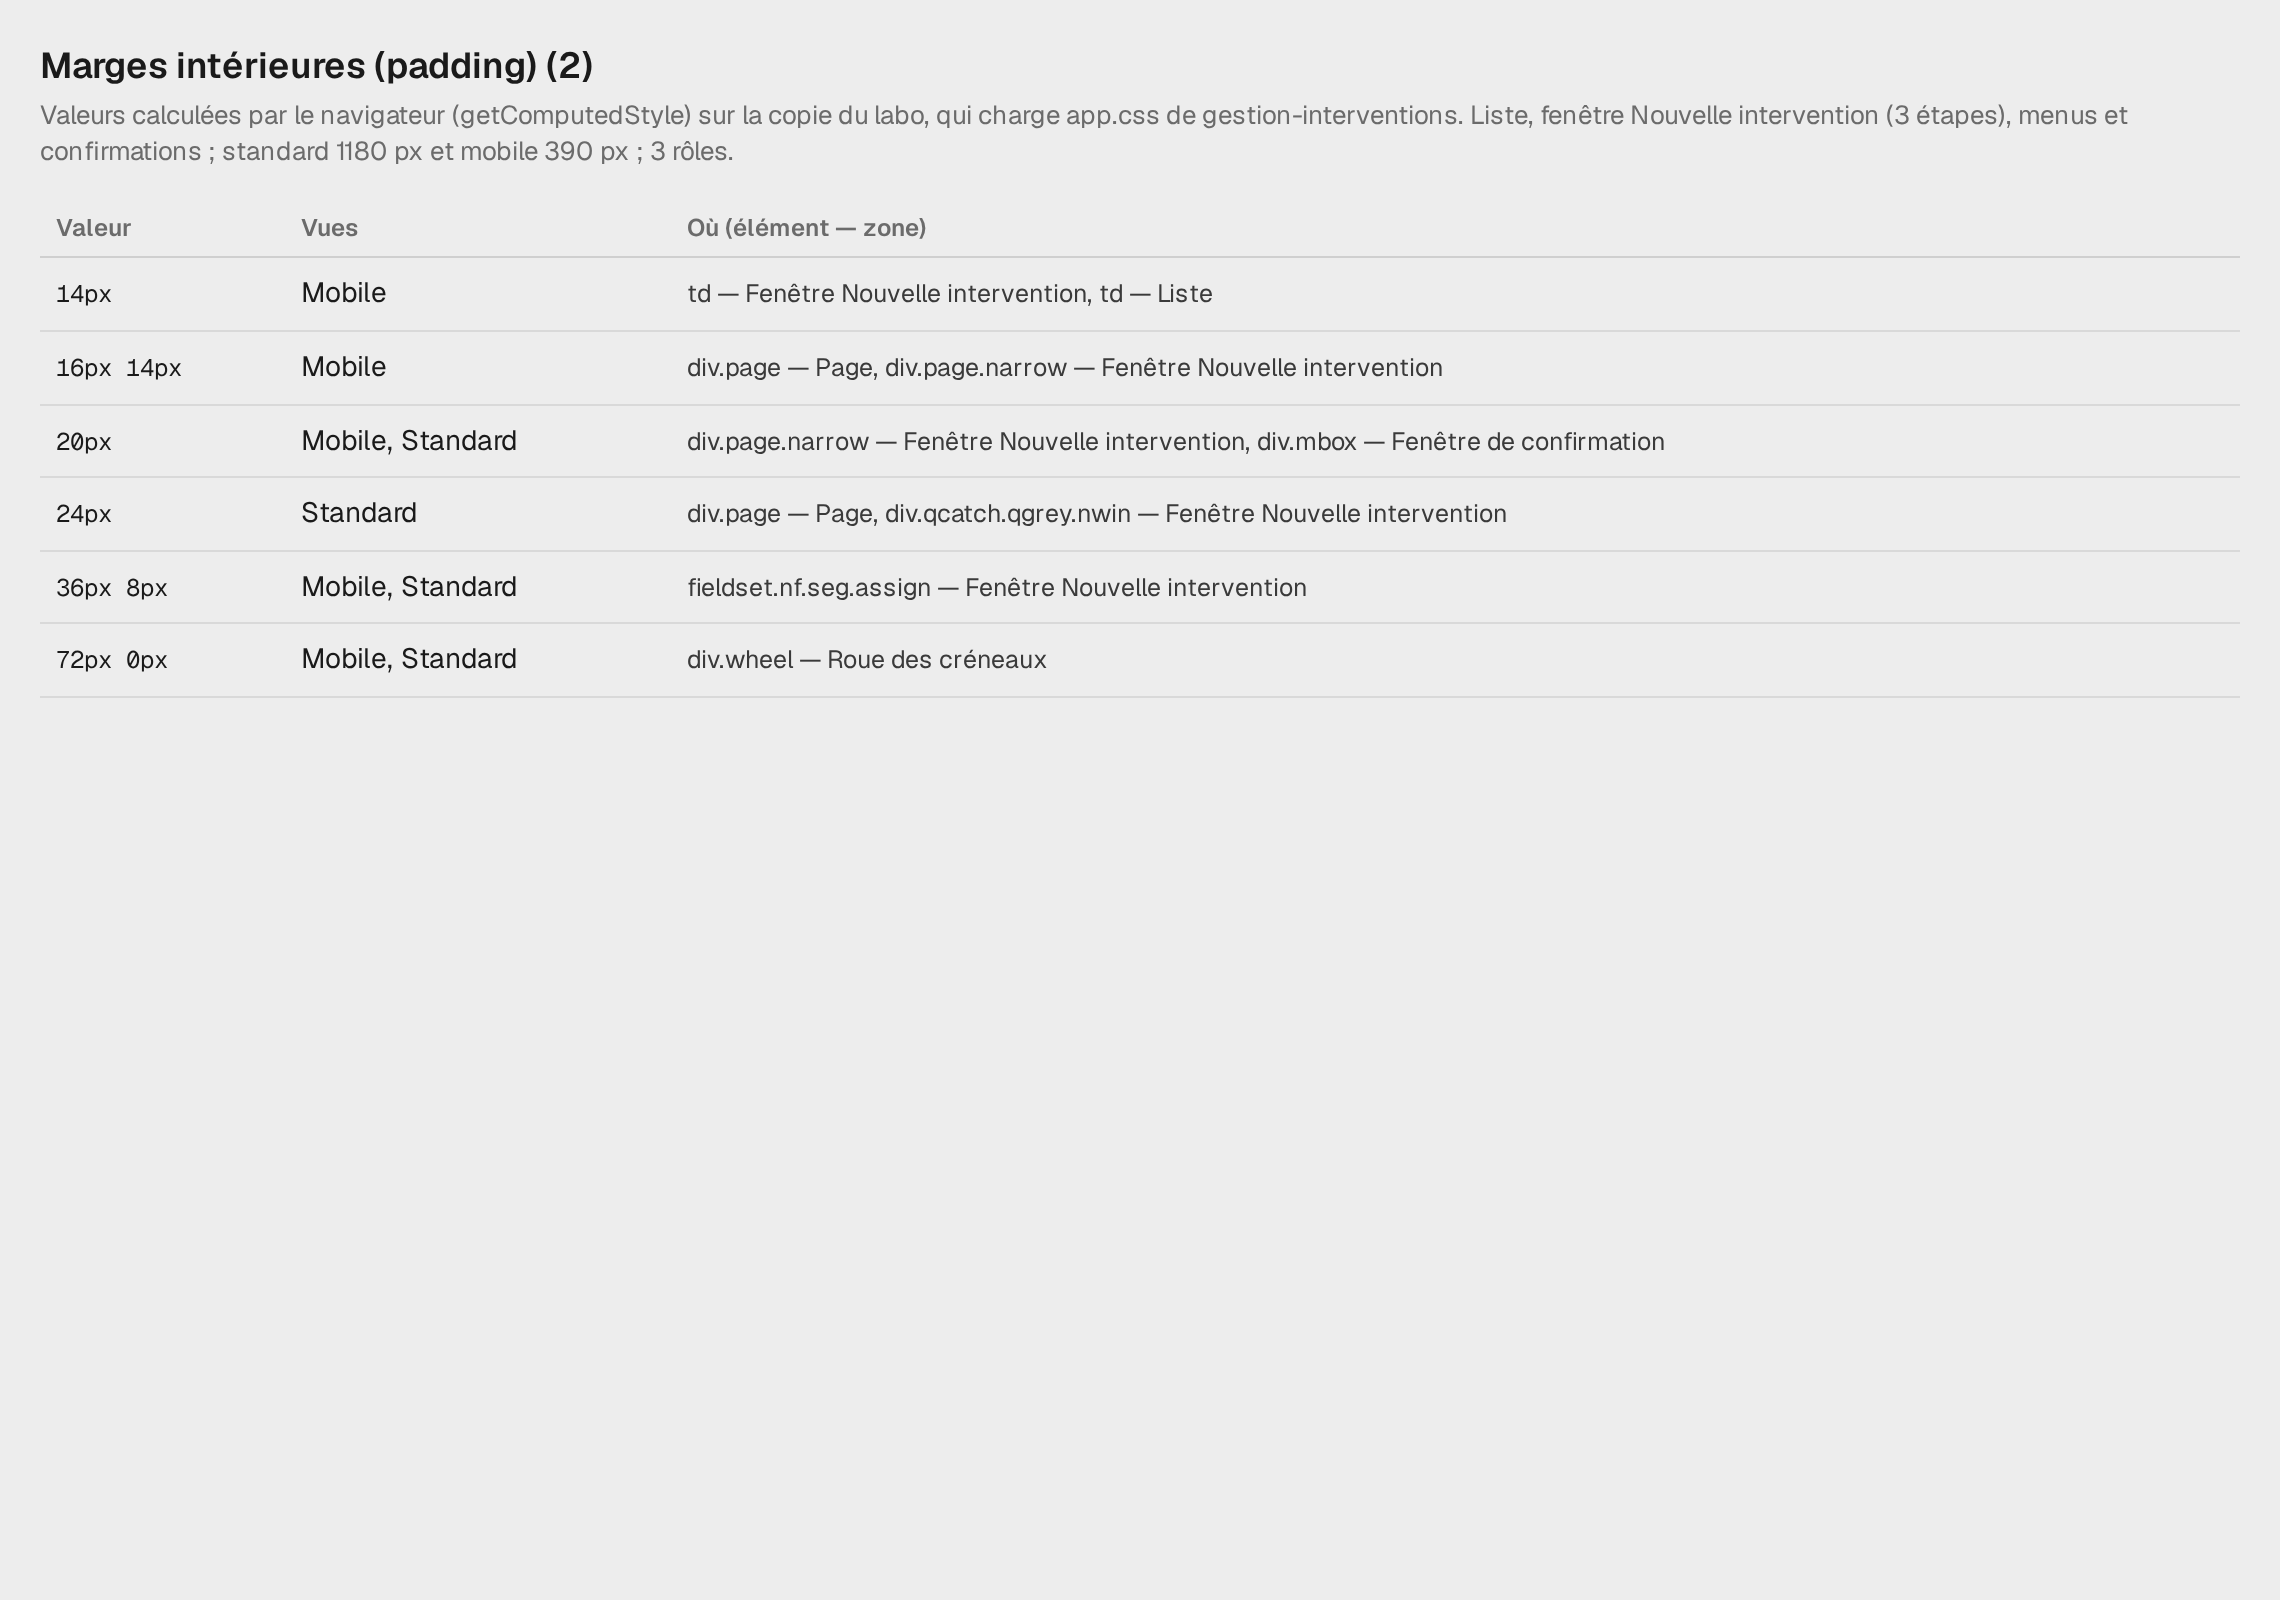 Marges intérieures (padding) (2)
Valeurs calculées par le navigateur (getComputedStyle) sur la copie du labo, qui charge app.css de gestion-interventions. Liste, fenêtre Nouvelle intervention (3 étapes), menus et
confirmations ; standard 1180 px et mobile 390 px ; 3 rôles.
Valeur Vues Où (élément — zone)
14px Mobile td — Fenêtre Nouvelle intervention, td — Liste
16px 14px Mobile div.page — Page, div.page.narrow — Fenêtre Nouvelle intervention
20px Mobile, Standard div.page.narrow — Fenêtre Nouvelle intervention, div.mbox — Fenêtre de confirmation
24px Standard div.page — Page, div.qcatch.qgrey.nwin — Fenêtre Nouvelle intervention
36px 8px Mobile, Standard fieldset.nf.seg.assign — Fenêtre Nouvelle intervention
72px 0px Mobile, Standard div.wheel — Roue des créneaux